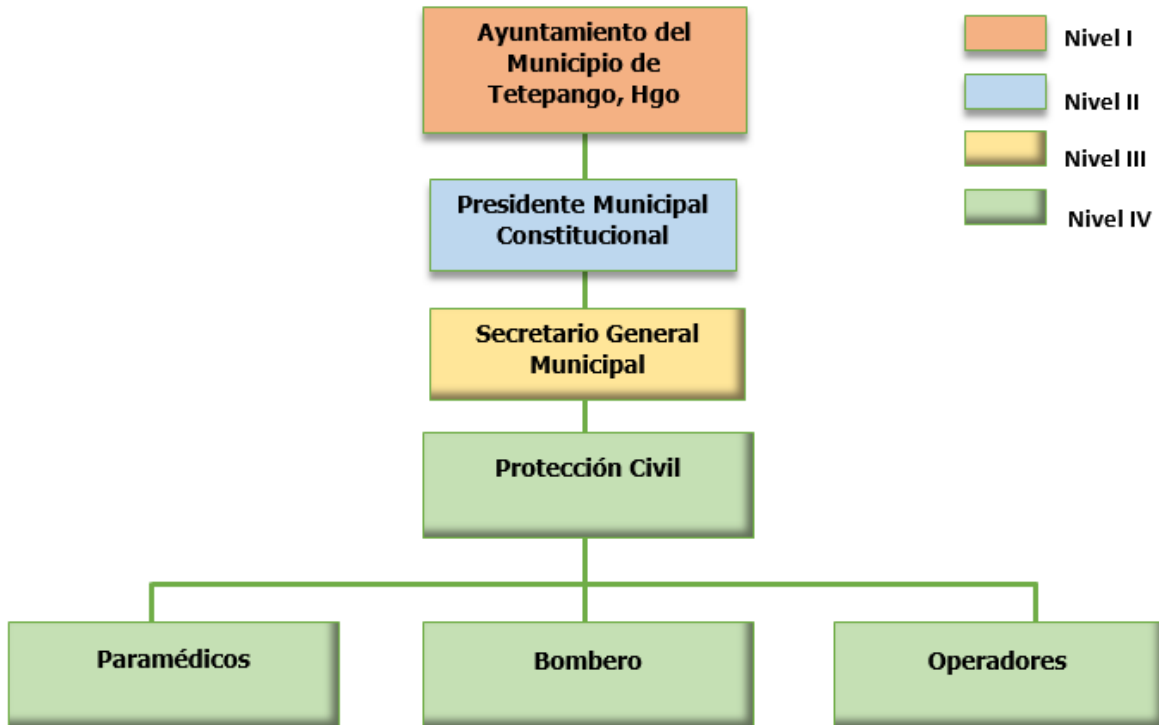 Ayuntamiento del
Municipio de
Tetepango, Hgo
Nivel I
Nivel II
Nivel III
Nivel IV
Presidente Municipal
Constitucional
Secretario General
Municipal
Protección Civil
Paramédicos
Bombero
Operadores